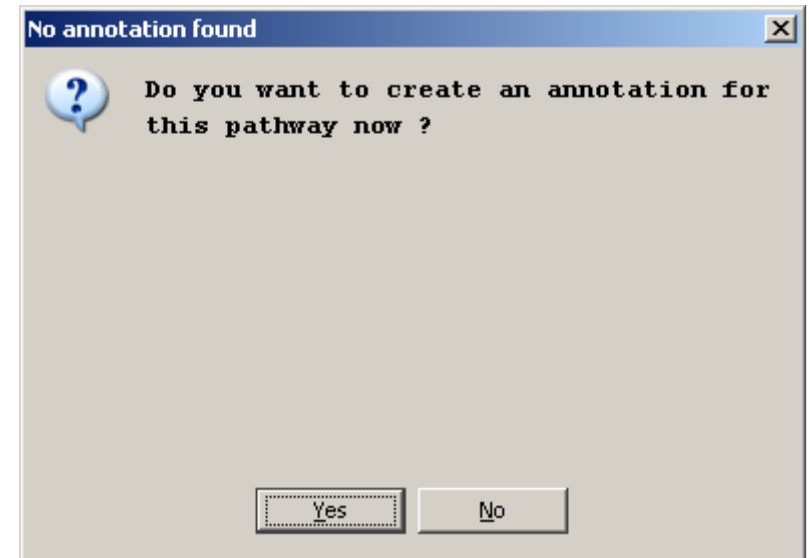 No annotation found
Do you want to create an annotation for
this pathway now ?
Yes
No